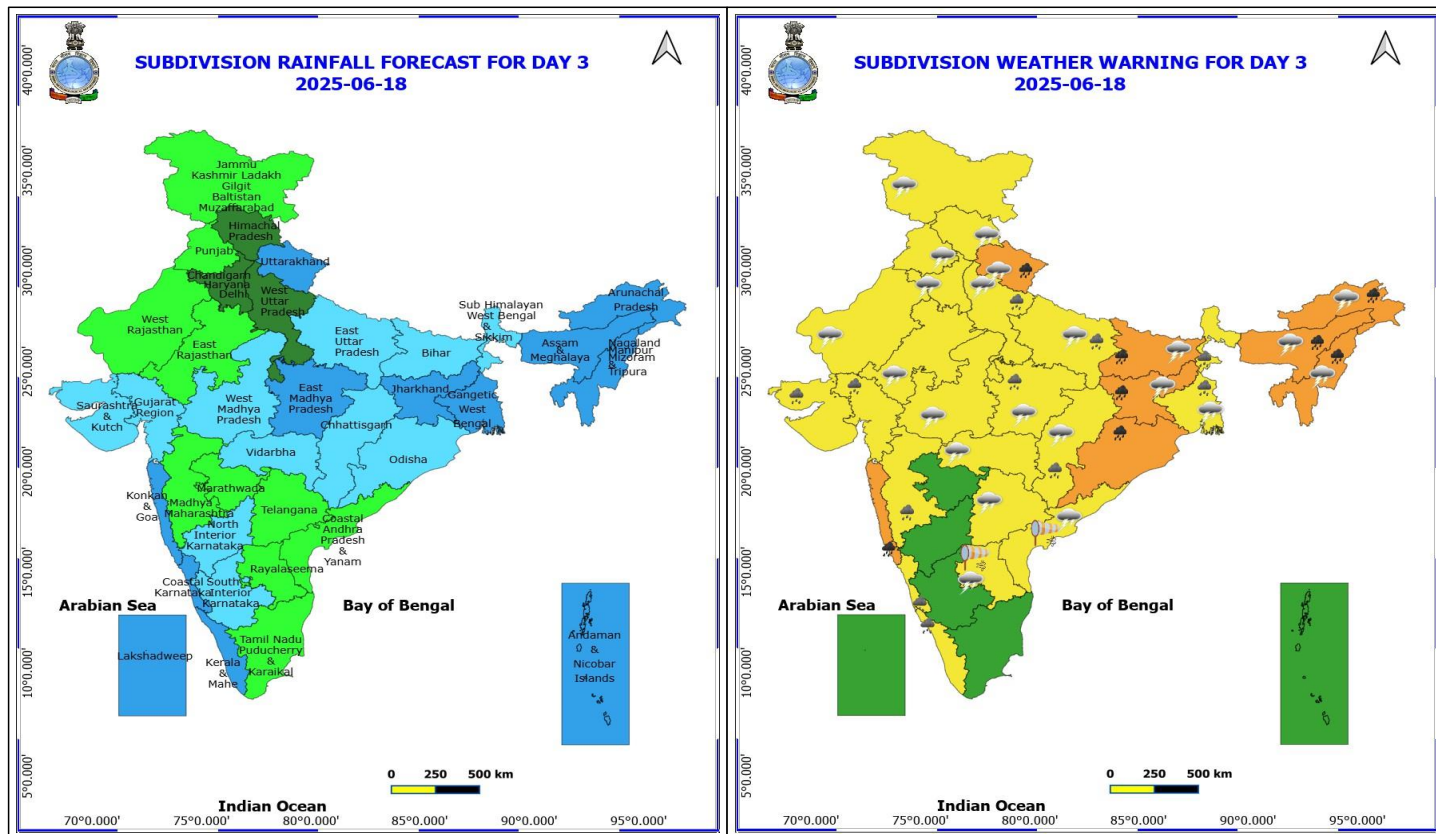 SUBDIVISION RAINFALL FORECAST FOR DAY 3
2025-06-18
40°0.000'
35°0.000'
30°0.000'
25°0.000'
20°0.000'
15°0.000'
10°0.000'
5°0.000'
Jammu
Kashmir Ladakh
Gilgit
Baltistan
Muzaffarabad
Himachal
Pradesh
Punjab
Uttarakhand
Chandigarh
Haryana
Delhi
West
Uttar
Pradesh
West
Rajasthan
East
Rajasthan
East
Uttar
Pradesh
Bihar
Sub Himalayan
West Bengal
&
Sikkim
Arunachal
Pradesh
Assam
&
Meghalaya
Nagaland
Manipur
Mizoram
&
Tripura
Saurashtra
&
Kutch
Gujarat
Region
West
Madhya
Pradesh
East
Madhya
Pradesh
Jharkhand
Gangetic
West
Bengal
Chhattisgarh
Vidarbha
Odisha
Konkan
&
Goa
Madhya
Maharashtra
Marathwada
Telangana
North
Interior
Karnataka
Coastal
Andhra
Pradesh
&
Yanam
Rayalaseema
Coastal
Karnataka
South
Interior
Karnataka
Tamil Nadu
Puducherry
&
Karaikal
Kerala
&
Mahe
Lakshadweep
Andaman
&
Nicobar
Islands
Arabian Sea
Bay of Bengal
Indian Ocean
0 250 500 km
70°0.000' 75°0.000' 80°0.000' 85°0.000' 90°0.000' 95°0.000'
SUBDIVISION WEATHER WARNING FOR DAY 3
2025-06-18
40°0.000'
35°0.000'
30°0.000'
25°0.000'
20°0.000'
15°0.000'
10°0.000'
5°0.000'
Arabian Sea
Bay of Bengal
Indian Ocean
0 250 500 km
70°0.000' 75°0.000' 80°0.000' 85°0.000' 90°0.000' 95°0.000'